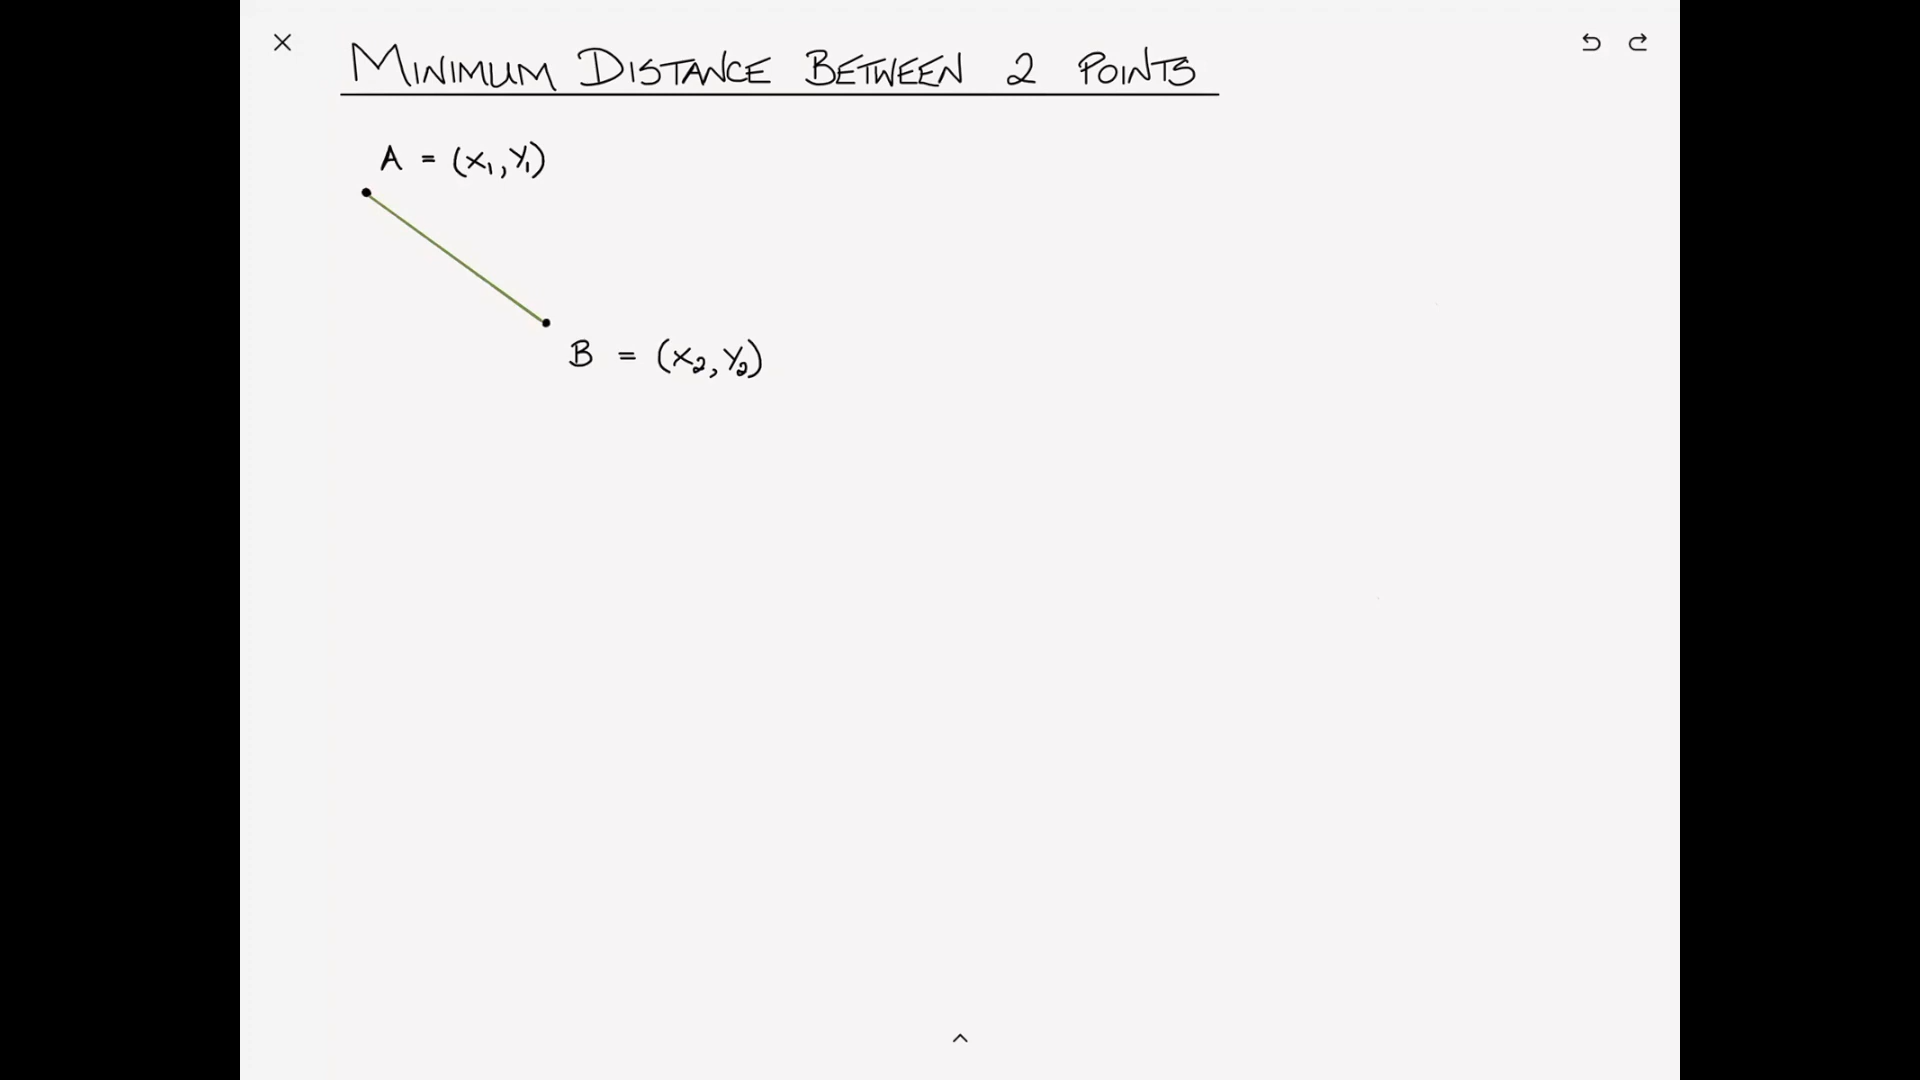 MINIMUM DISTANCE BETWEEN 2 POINTS
A = (x₁, y₁)
B = (x₂, y₂)